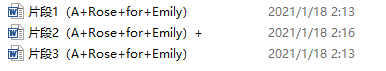 片段1（A+Rose+for+Emily） 2021/1/18 2:13
片段2（A+Rose+for+Emily）+ 2021/1/18 2:16
片段3（A+Rose+for+Emily） 2021/1/18 2:13